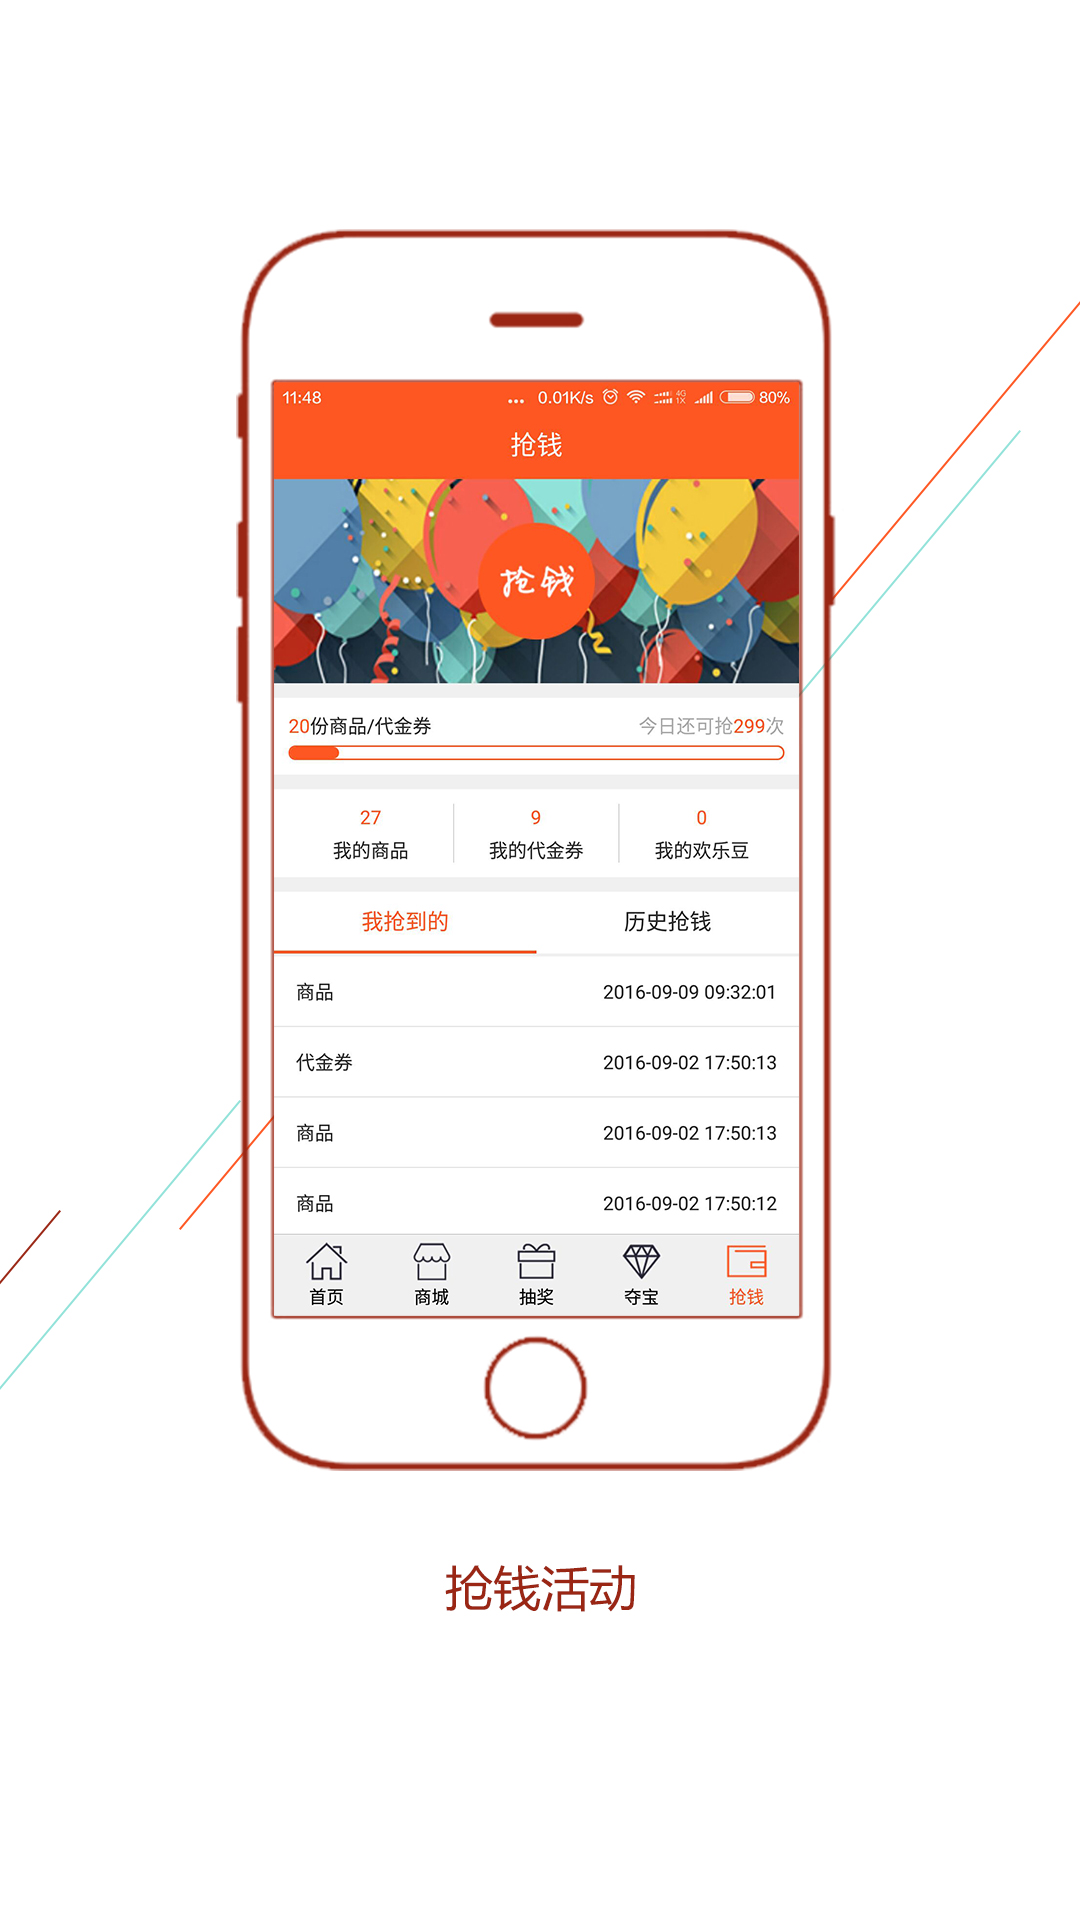 11:48 ... 0.01K/s 4G 1X 80%
抢钱
抢钱
20份商品/代金券 今日还可抢299次
27 9 0
我的商品 我的代金券 我的欢乐豆
我抢到的 历史抢钱
商品 2016-09-09 09:32:01
代金券 2016-09-02 17:50:13
商品 2016-09-02 17:50:13
商品 2016-09-02 17:50:12
首页 商城 抽奖 夺宝 抢钱
抢钱活动